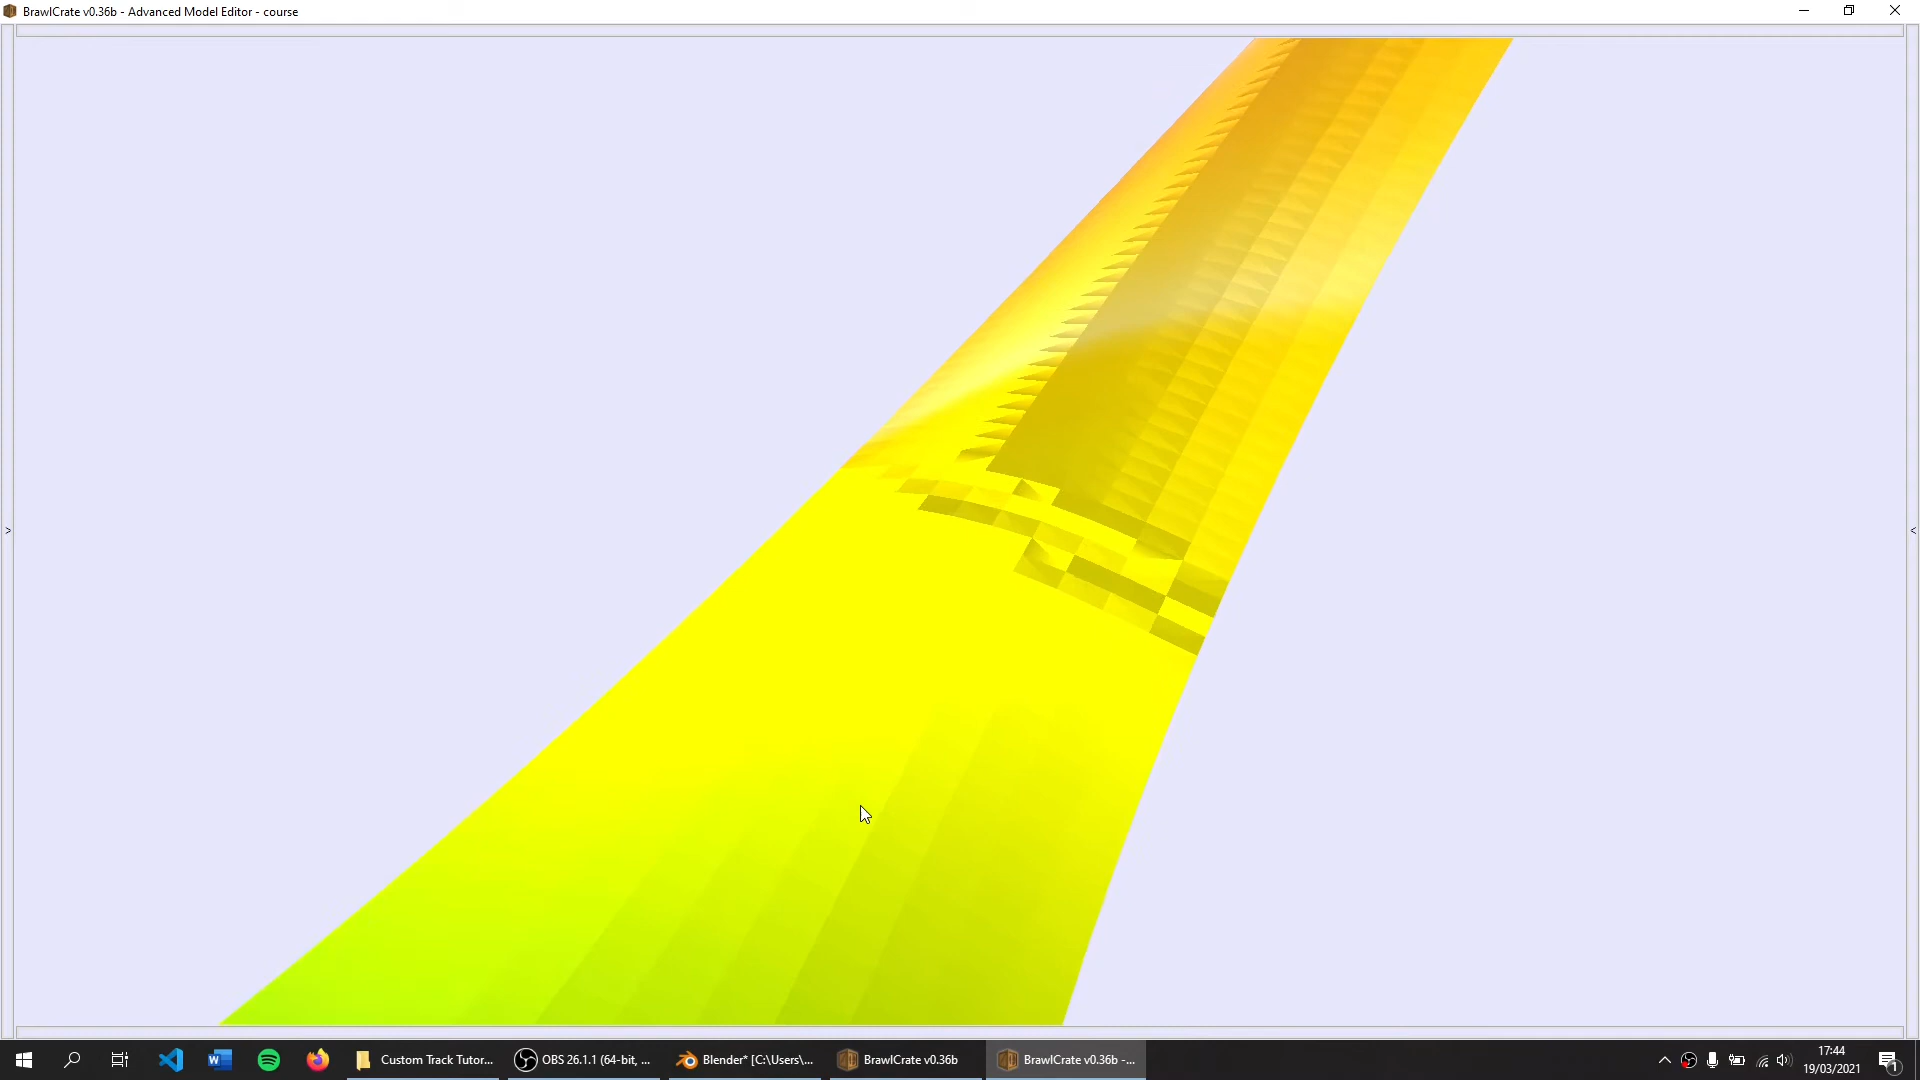 BrawlCrate v0.36b - Advanced Model Editor - course
>
<
Custom Track Tutor...
OBS 26.1.1 (64-bit, ...
Blender* [C:\Users\...
BrawlCrate v0.36b
BrawlCrate v0.36b -...
17:44
19/03/2021
1